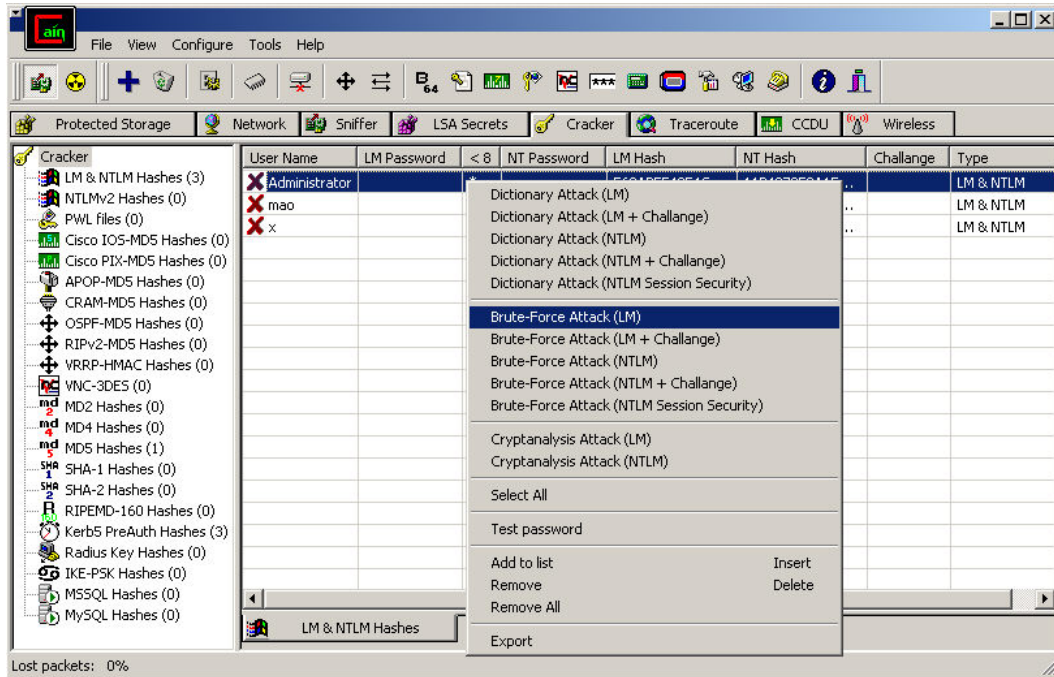 Cain
File View Configure Tools Help
B 64
***
Protected Storage Network Sniffer LSA Secrets Cracker Traceroute CCDU Wireless
Cracker
LM & NTLM Hashes (3)
NTLMv2 Hashes (0)
PWL files (0)
Cisco IOS-MD5 Hashes (0)
Cisco PIX-MD5 Hashes (0)
APOP-MD5 Hashes (0)
CRAM-MD5 Hashes (0)
OSPF-MD5 Hashes (0)
RIPv2-MD5 Hashes (0)
VRRP-HMAC Hashes (0)
VNC-3DES (0)
MD2 Hashes (0)
MD4 Hashes (0)
MD5 Hashes (1)
SHA-1 Hashes (0)
SHA-2 Hashes (0)
RIPEMD-160 Hashes (0)
Kerb5 PreAuth Hashes (3)
Radius Key Hashes (0)
IKE-PSK Hashes (0)
MSSQL Hashes (0)
MySQL Hashes (0)
User Name LM Password < 8 NT Password LM Hash NT Hash Challange Type
Administrator * LM & NTLM
mao .. LM & NTLM
x .. LM & NTLM
Dictionary Attack (LM)
Dictionary Attack (LM + Challange)
Dictionary Attack (NTLM)
Dictionary Attack (NTLM + Challange)
Dictionary Attack (NTLM Session Security)
Brute-Force Attack (LM)
Brute-Force Attack (LM + Challange)
Brute-Force Attack (NTLM)
Brute-Force Attack (NTLM + Challange)
Brute-Force Attack (NTLM Session Security)
Cryptanalysis Attack (LM)
Cryptanalysis Attack (NTLM)
Select All
Test password
Add to list Insert
Remove Delete
Remove All
Export
LM & NTLM Hashes
Lost packets: 0%